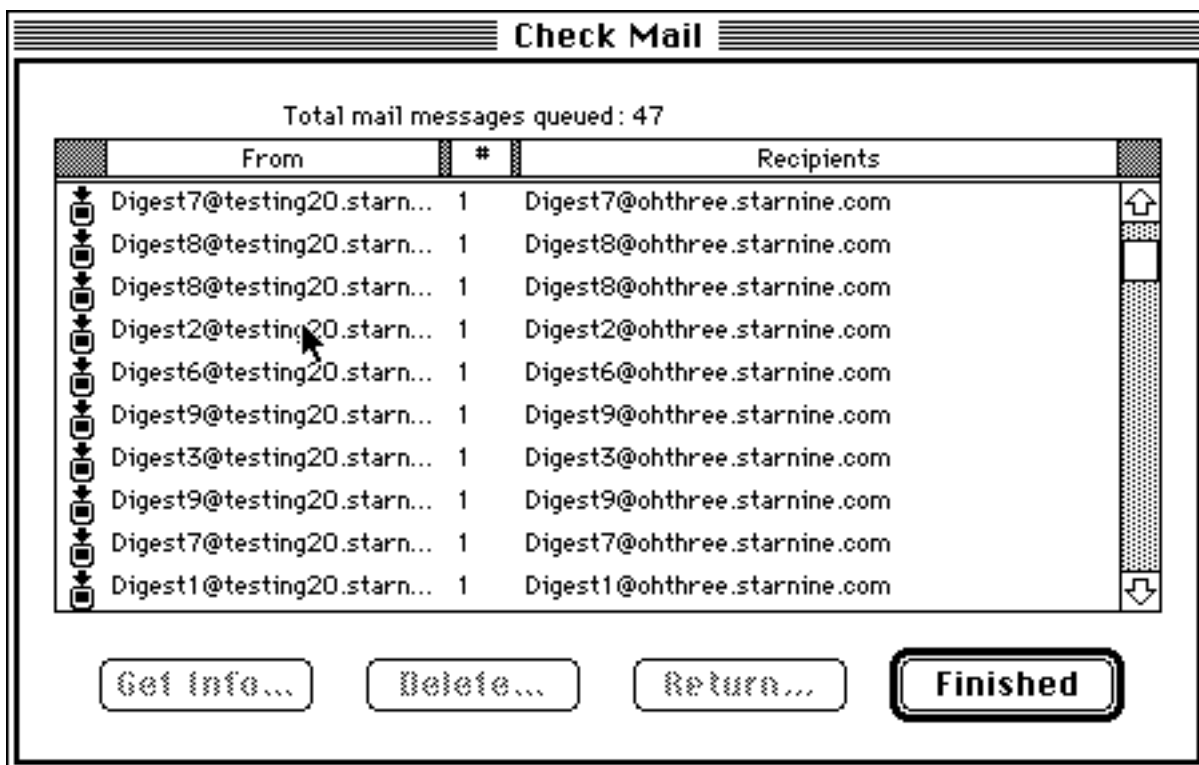 Check Mail
Total mail messages queued: 47
From # Recipients
Digest7@testing20.starn... 1 Digest7@ohthree.starnine.com
Digest8@testing20.starn... 1 Digest8@ohthree.starnine.com
Digest8@testing20.starn... 1 Digest8@ohthree.starnine.com
Digest2@testing20.starn... 1 Digest2@ohthree.starnine.com
Digest6@testing20.starn... 1 Digest6@ohthree.starnine.com
Digest9@testing20.starn... 1 Digest9@ohthree.starnine.com
Digest3@testing20.starn... 1 Digest3@ohthree.starnine.com
Digest9@testing20.starn... 1 Digest9@ohthree.starnine.com
Digest7@testing20.starn... 1 Digest7@ohthree.starnine.com
Digest1@testing20.starn... 1 Digest1@ohthree.starnine.com
Get Info... Delete... Return... Finished